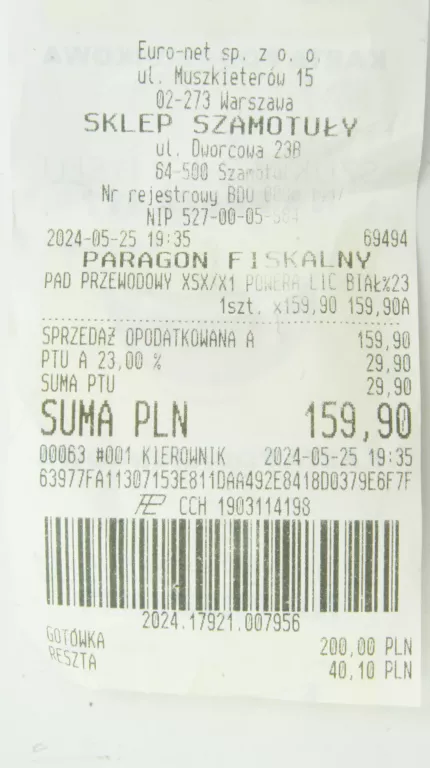 Euro-net sp. z o. o.
ul. Muszkieterów 15
02-273 Warszawa
SKLEP SZAMOTUŁY
ul. Dworcowa 23B
64-500
Nr rejestrowy BDO
NIP 527-00-05-
2024-05-25 19:35 69494
PARAGON FISKALNY
PAD PRZEWODOWY XSX/X1 POWERA LIC BIAŁ%23
1szt. x159,90 159,90A
SPRZEDAŻ OPODATKOWANA A 159,90
PTU A 23,00 % 29,90
SUMA PTU 29,90
SUMA PLN 159,90
00063 #001 KIEROWNIK 2024-05-25 19:35
63977FA11307153E811DAA492E8418D0379E6F7F
CCH 1903114198
2024.17921.007956
GOTÓWKA 200,00 PLN
RESZTA 40,10 PLN